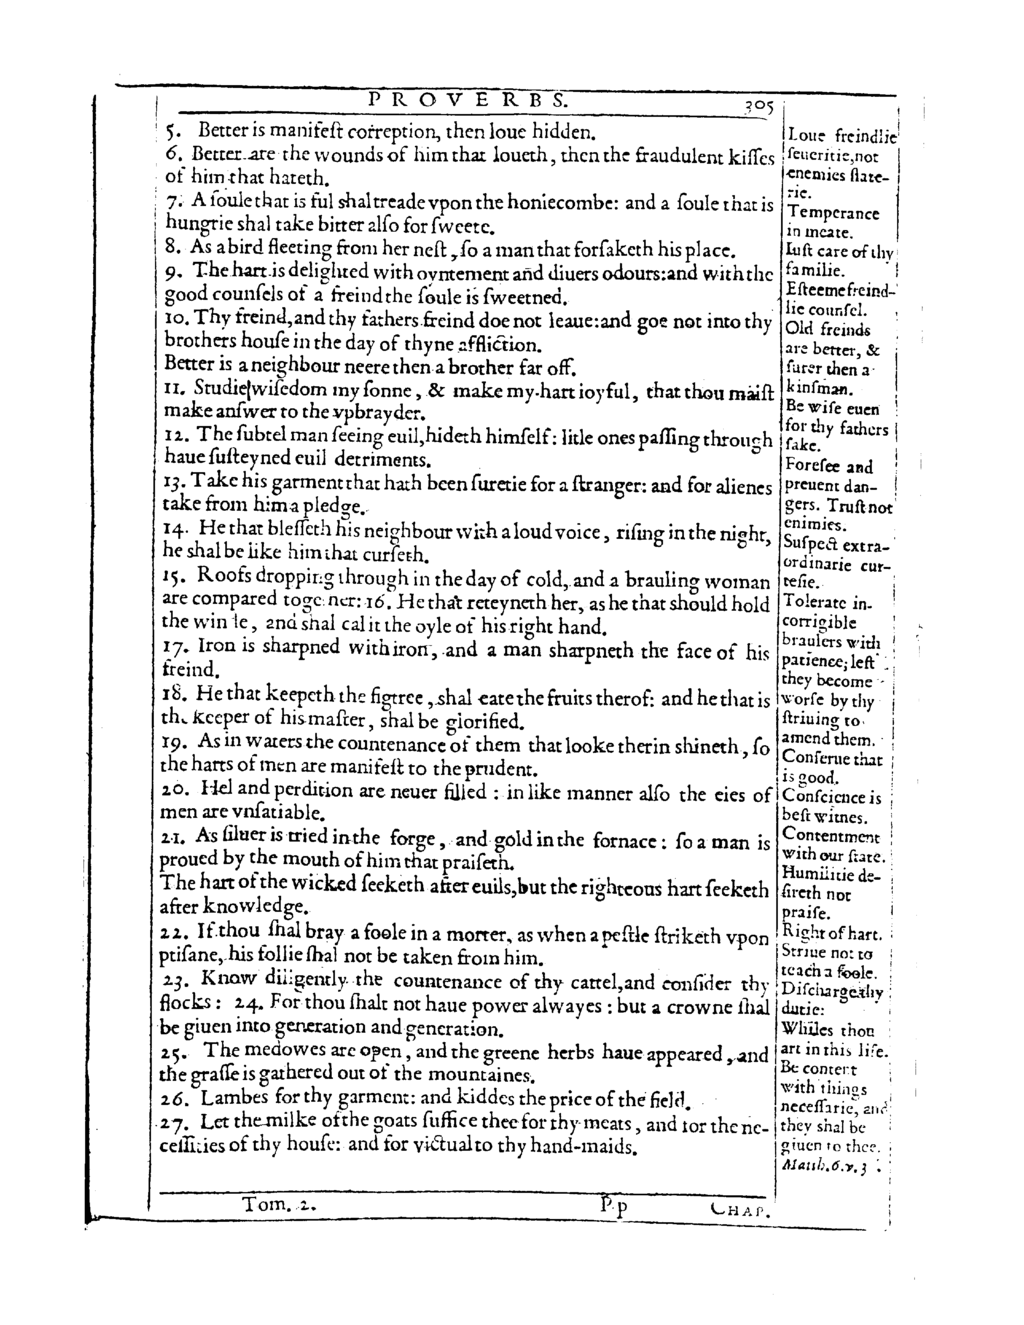 PROVERBS. 305
5. Better is manifeſt correption, then loue hidden.
6. Better are the wounds of him that loueth, then the fraudulent kiſſes
of him that hateth.
7. A ſoule that is ful shal treade vpon the honiecombe: and a ſoule that is
hungrie shal take bitter alſo for ſweete.
8. As a bird fleeting from her neſt, ſo a man that forſaketh his place.
9. The hart is delighted with oyntement and diuers odours: and with the
good counſels of a freind the ſoule is ſweetned.
10. Thy freind, and thy fathers freind doe not leaue: and goe not into thy
brothers houſe in the day of thyne affliction.
Better is a neighbour neere then a brother far off.
11. Studie wiſedom my ſonne, & make my hart ioyful, that thou maiſt
make anſwer to the vpbrayder.
12. The ſubtel man ſeeing euil, hideth himſelf: litle ones paſſing through
haue ſuſteyned euil detriments.
13. Take his garment that hath been ſuretie for a ſtranger: and for alienes
take from him a pledge.
14. He that bleſſeth his neighbour with a loud voice, riſing in the night,
he shal be like him that curſeth.
15. Roofs dropping through in the day of cold, and a brauling woman
are compared together: 16. He that reteyneth her, as he that should hold
the winde, and shal cal it the oyle of his right hand.
17. Iron is sharpned with iron, and a man sharpneth the face of his
freind.
18. He that keepeth the figtree, shal eate the fruits therof: and he that is
the keeper of his maſter, shal be glorified.
19. As in waters the countenance of them that looke therin shineth, ſo
the harts of men are manifeſt to the prudent.
20. Hel and perdition are neuer filled: in like manner alſo the eies of
men are vnſatiable.
21. As ſiluer is tried in the forge, and gold in the fornace: ſo a man is
proued by the mouth of him that praiſeth.
The hart of the wicked ſeeketh after euils, but the righteous hart ſeeketh
after knowledge.
22. If thou ſhal bray a foole in a morter, as when a peſtle ſtriketh vpon
ptiſane, his follie ſhal not be taken from him.
23. Know diligently the countenance of thy cattel, and conſider thy
flocks: 24. For thou ſhalt not haue power alwayes: but a crowne ſhal
be giuen into generation and generation.
25. The medowes are open, and the greene herbs haue appeared, and
the graſſe is gathered out of the mountaines.
26. Lambes for thy garment: and kiddes the price of the field.
27. Let the milke of the goats ſuffice thee for thy meats, and for the ne-
ceſſities of thy houſe: and for victual to thy hand-maids.
Loue freindlie
ſeueritie, not
enemies flate-
rie.
Temperance
in meate.
Iuſt care of thy
familie.
Eſteeme freind-
lie counſel.
Old freinds
are better, &
ſurer then a
kinſman.
Be wiſe euen
for thy fathers
ſake.
Foreſee and
preuent dan-
gers. Truſt not
enimies.
Suſpect extra-
ordinarie cur-
teſie.
Tolerate in-
corrigible
braulers with
patience; leſt
they become
worſe by thy
ſtriuing to
amend them.
Conſerue that
is good.
Conſcience is
beſt witnes.
Contentment
with our ſtate.
Humilitie de-
ſireth not
praiſe.
Right of hart.
Striue not to
teach a foole.
Diſcharge thy
dutie:
Whiles thou
art in this life.
Be content
with things
neceſſarie, and
they shal be
giuen to thee.
Matth. 6. v. 3
Tom. 2. Pp CHAP.